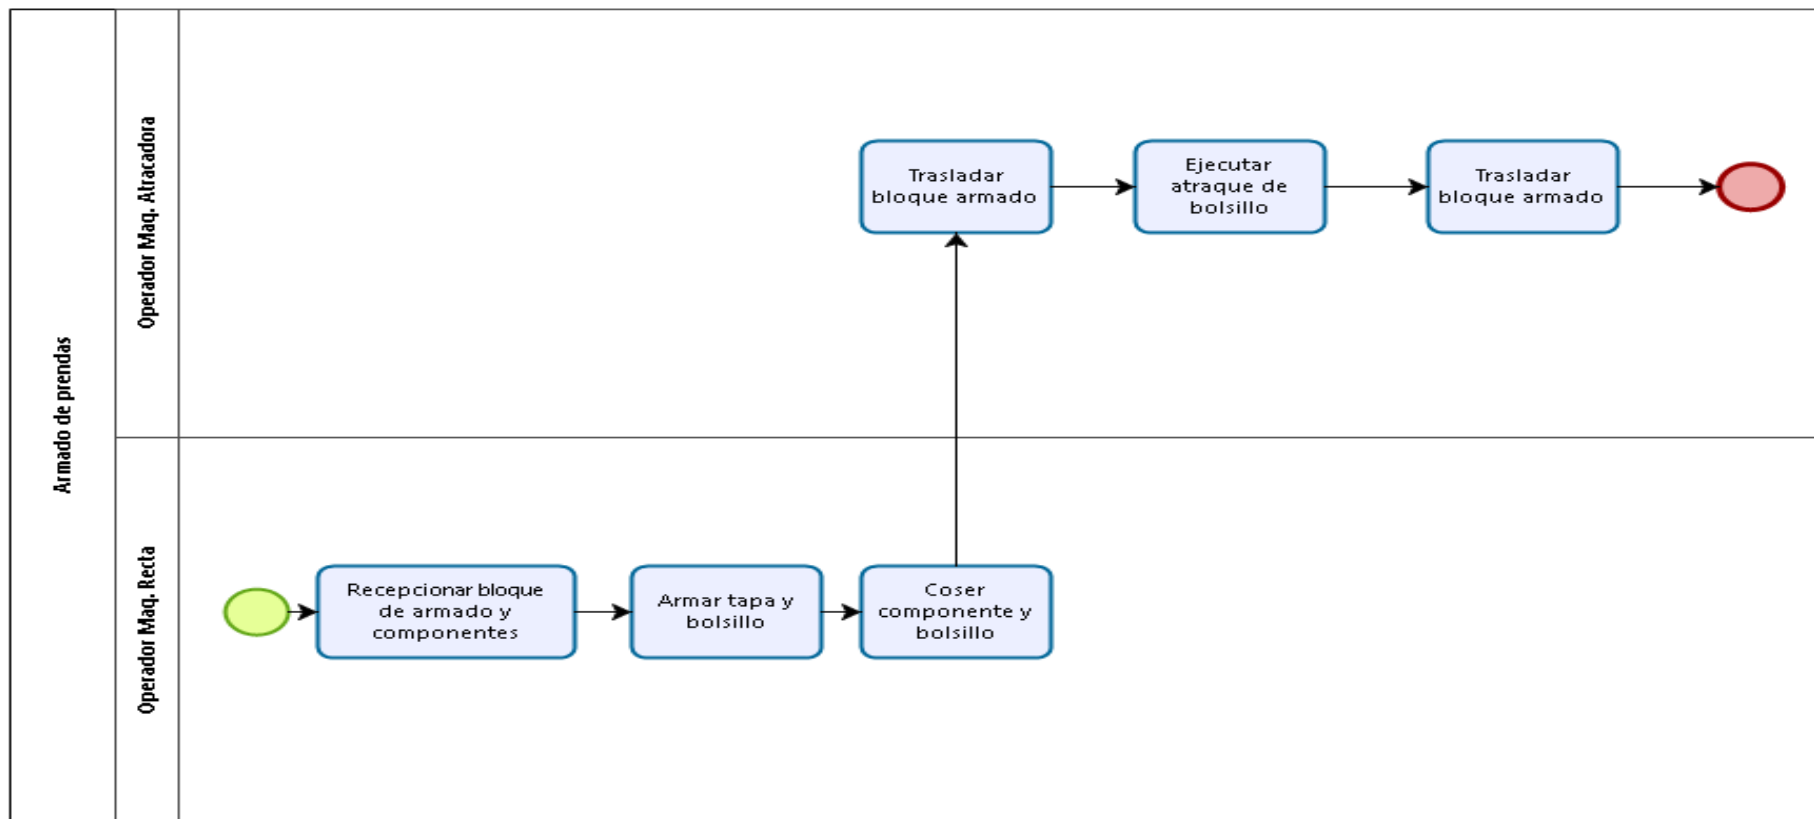 Armado de prendas
Operador Maq. Atracadora
Trasladar
bloque armado
Ejecutar
atraque de
bolsillo
Trasladar
bloque armado
Operador Maq. Recta
Recepcionar bloque
de armado y
componentes
Armar tapa y
bolsillo
Coser
componente y
bolsillo